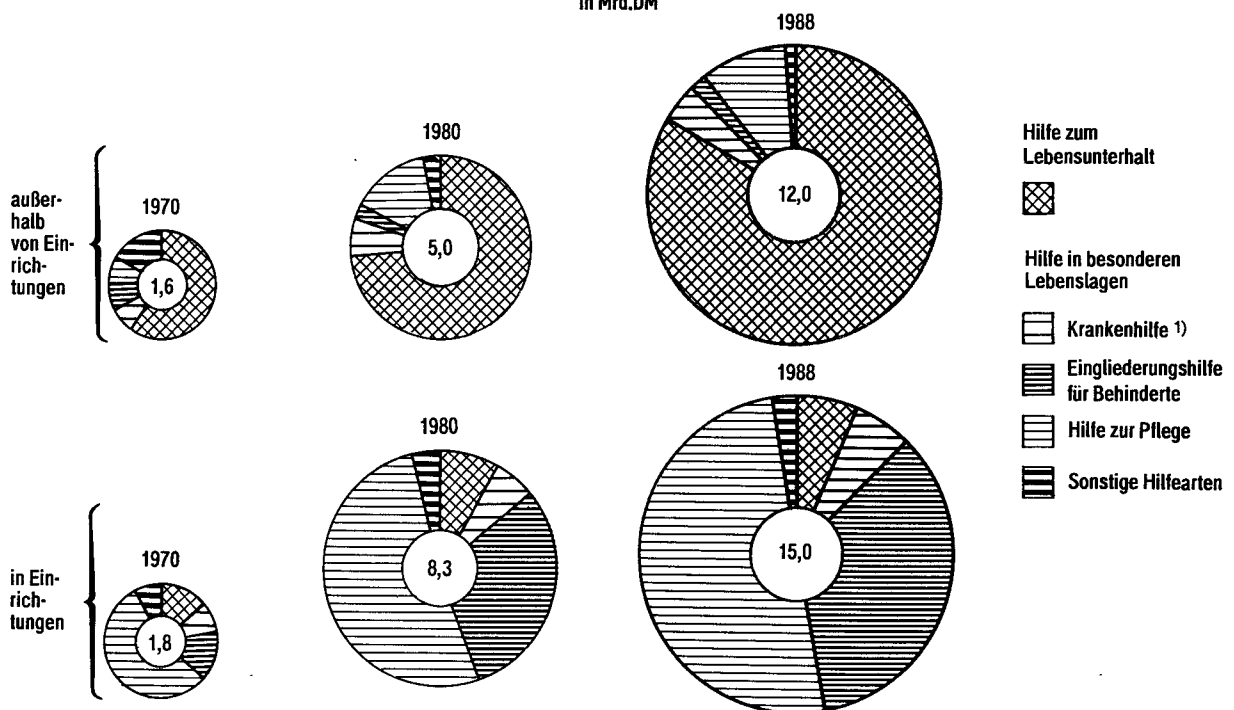 in Mrd.DM
1988
1980
1970
außer-
halb
von Ein-
rich-
tungen
1,6
5,0
12,0
Hilfe zum
Lebensunterhalt
Hilfe in besonderen
Lebenslagen
Krankenhilfe 1)
Eingliederungshilfe
für Behinderte
Hilfe zur Pflege
Sonstige Hilfearten
1988
1980
1970
in Ein-
rich-
tungen
1,8
8,3
15,0